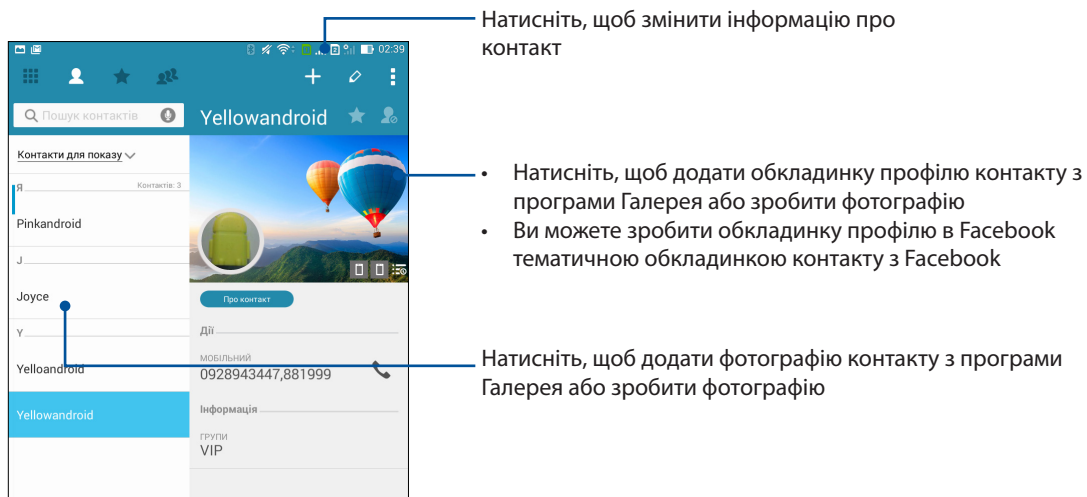 Натисніть, щоб змінити інформацію про
контакт
02:39
Пошук контактів
Yellowandroid
Контакти для показу
Я
Контактів: 3
Pinkandroid
J
Joyce
Y
Yelloandroid
Yellowandroid
Про контакт
Дії
МОБІЛЬНИЙ
0928943447,881999
Інформація
ГРУПИ
VIP
• Натисніть, щоб додати обкладинку профілю контакту з
програми Галерея або зробити фотографію
• Ви можете зробити обкладинку профілю в Facebook
тематичною обкладинкою контакту з Facebook
Натисніть, щоб додати фотографію контакту з програми
Галерея або зробити фотографію